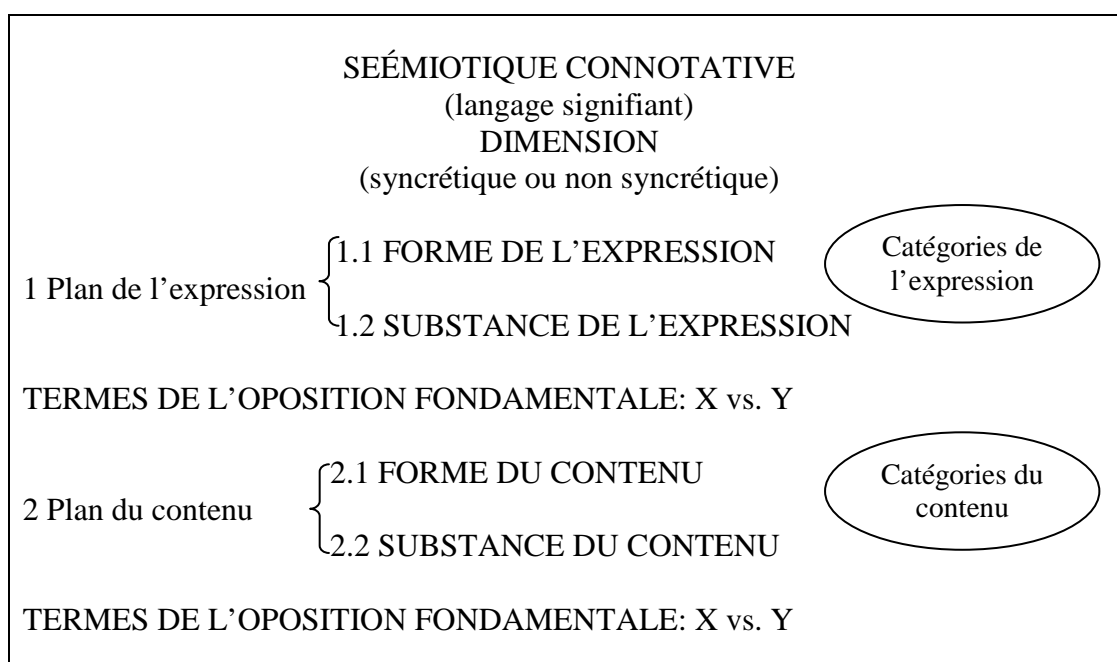 SEÉMIOTIQUE CONNOTATIVE
(langage signifiant)
DIMENSION
(syncrétique ou non syncrétique)
1.1 FORME DE L’EXPRESSION
Catégories de
l’expression
1 Plan de l’expression
1.2 SUBSTANCE DE L’EXPRESSION
TERMES DE L’OPOSITION FONDAMENTALE: X vs. Y
2.1 FORME DU CONTENU
Catégories du
contenu
2 Plan du contenu
2.2 SUBSTANCE DU CONTENU
TERMES DE L’OPOSITION FONDAMENTALE: X vs. Y